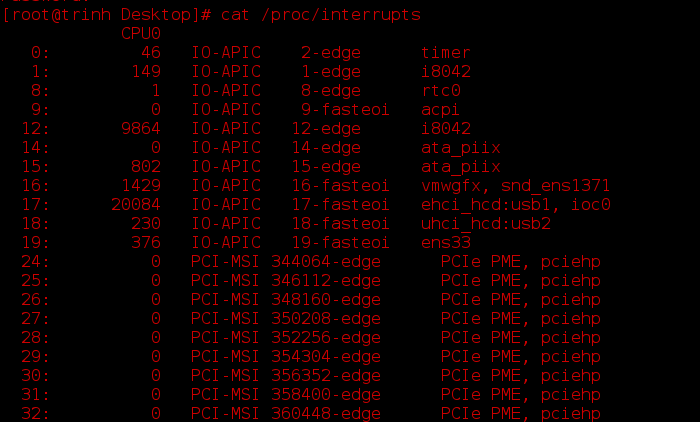 [root@trinh Desktop]# cat /proc/interrupts
CPU0
0: 46 IO-APIC 2-edge timer
1: 149 IO-APIC 1-edge i8042
8: 1 IO-APIC 8-edge rtc0
9: 0 IO-APIC 9-fasteoi acpi
12: 9864 IO-APIC 12-edge i8042
14: 0 IO-APIC 14-edge ata_piix
15: 802 IO-APIC 15-edge ata_piix
16: 1429 IO-APIC 16-fasteoi vmwgfx, snd_ens1371
17: 20084 IO-APIC 17-fasteoi ehci_hcd:usb1, ioc0
18: 230 IO-APIC 18-fasteoi uhci_hcd:usb2
19: 376 IO-APIC 19-fasteoi ens33
24: 0 PCI-MSI 344064-edge PCIe PME, pciehp
25: 0 PCI-MSI 346112-edge PCIe PME, pciehp
26: 0 PCI-MSI 348160-edge PCIe PME, pciehp
27: 0 PCI-MSI 350208-edge PCIe PME, pciehp
28: 0 PCI-MSI 352256-edge PCIe PME, pciehp
29: 0 PCI-MSI 354304-edge PCIe PME, pciehp
30: 0 PCI-MSI 356352-edge PCIe PME, pciehp
31: 0 PCI-MSI 358400-edge PCIe PME, pciehp
32: 0 PCI-MSI 360448-edge PCIe PME, pciehp